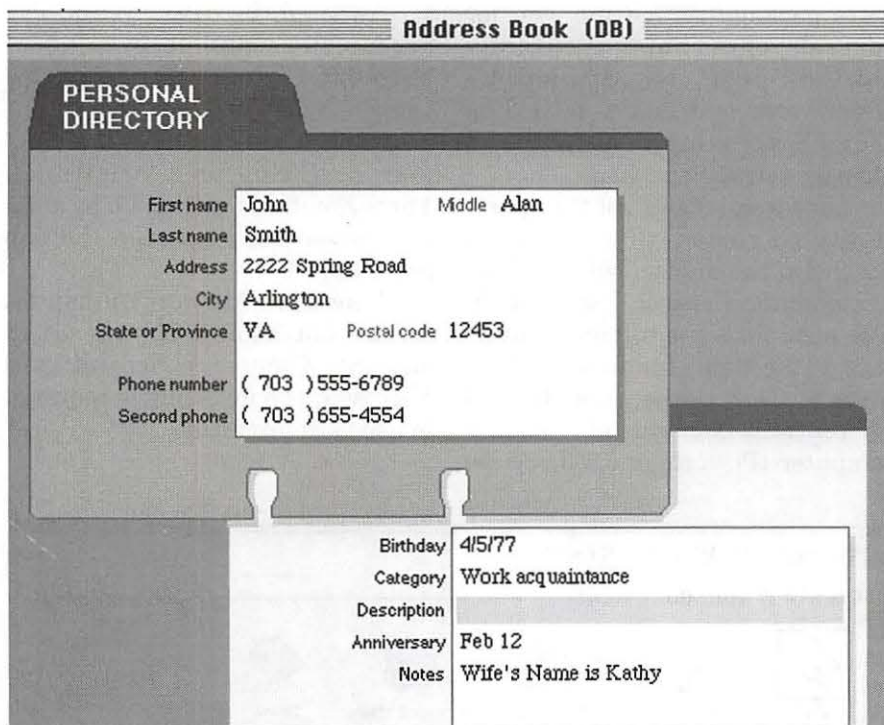 Address Book (DB)
PERSONAL
DIRECTORY
First name John Middle Alan
Last name Smith
Address 2222 Spring Road
City Arlington
State or Province VA Postal code 12453
Phone number ( 703 )555-6789
Second phone ( 703 )655-4554
Birthday 4/5/77
Category Work acquaintance
Description
Anniversary Feb 12
Notes Wife's Name is Kathy